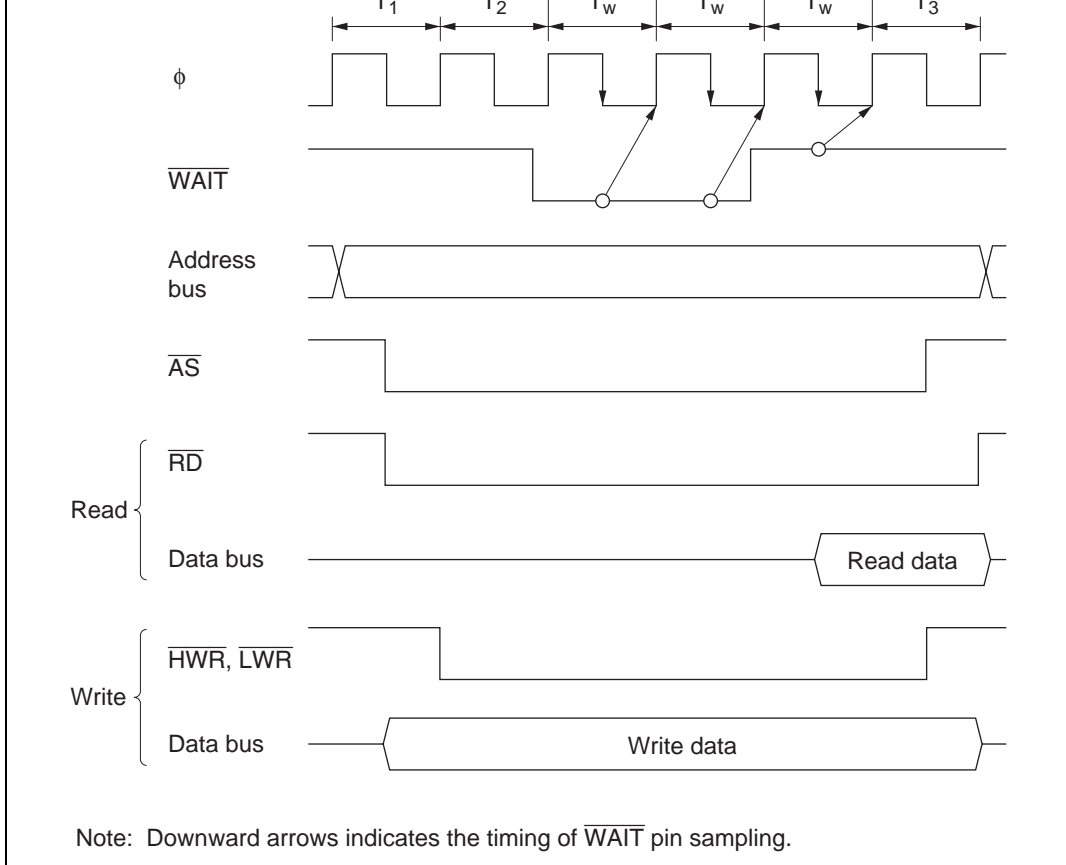 T1 T2 Tw Tw Tw T3
φ
WAIT
Address
bus
AS
RD
Read
Data bus
Read data
HWR, LWR
Write
Data bus
Write data
Note: Downward arrows indicates the timing of WAIT pin sampling.